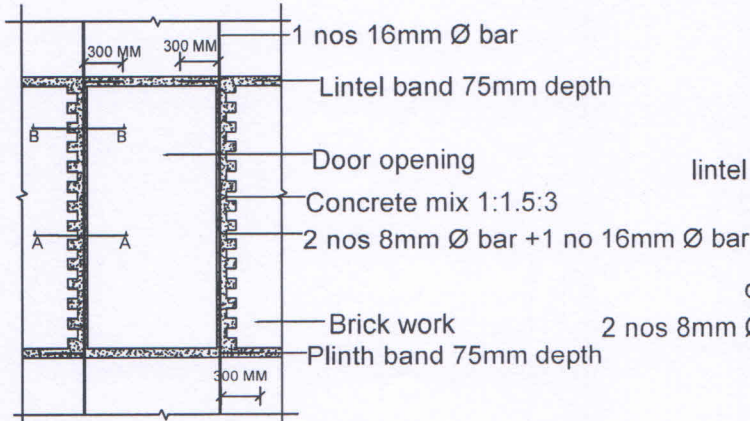 300 MM
300 MM
1 nos 16mm Ø bar
Lintel band 75mm depth
B B
Door opening
lintel
Concrete mix 1:1.5:3
A A
2 nos 8mm Ø bar +1 no 16mm Ø bar
Brick work
2 nos 8mm Ø
Plinth band 75mm depth
300 MM